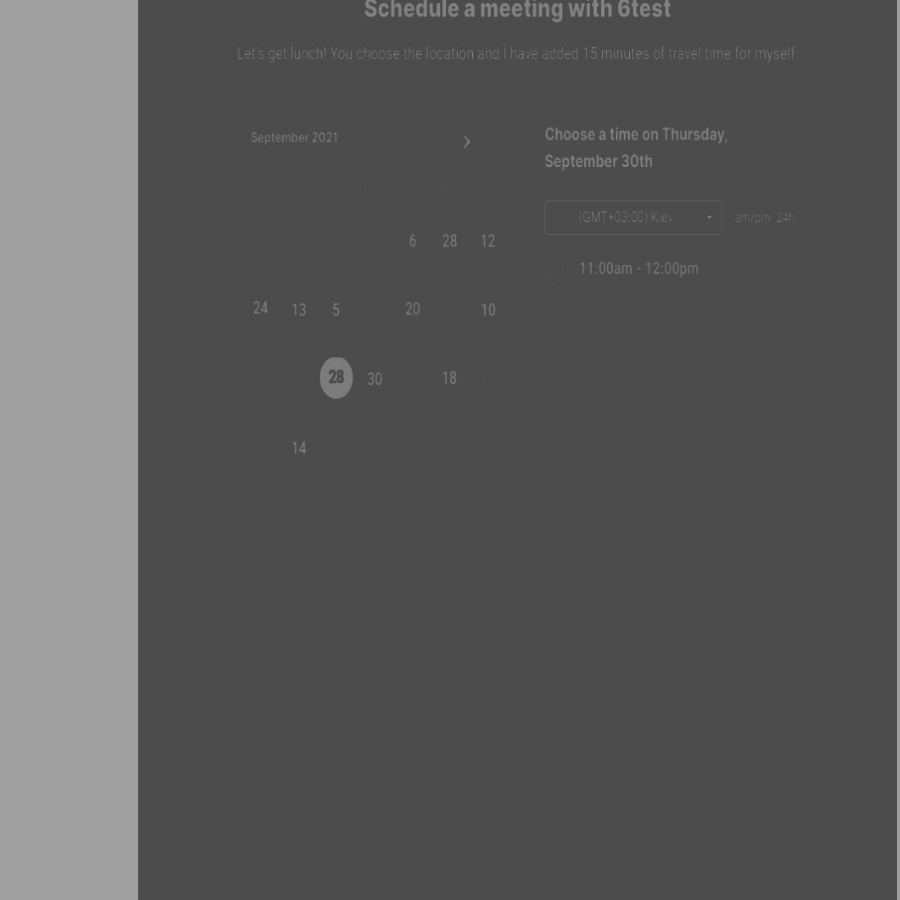 Schedule a meeting with 6test
Let's get lunch! You choose the location and I have added 15 minutes of travel time for myself.
September 2021
Choose a time on Thursday,
September 30th
(GMT+03:00) Kiev
am/pm 24h
6 28 12
11:00am - 12:00pm
24 13 5 20 10
28 30 18
14